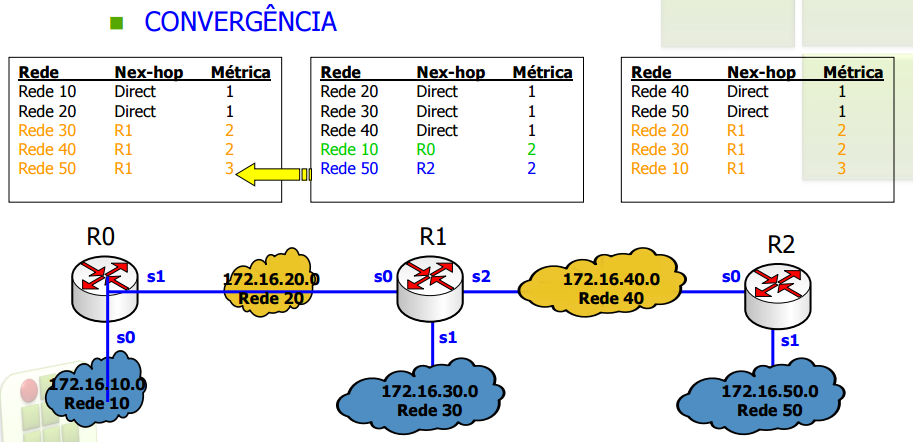 CONVERGÊNCIA
Rede Nex-hop Métrica
Rede 10 Direct 1
Rede 20 Direct 1
Rede 30 R1 2
Rede 40 R1 2
Rede 50 R1 3
Rede Nex-hop Métrica
Rede 20 Direct 1
Rede 30 Direct 1
Rede 40 Direct 1
Rede 10 R0 2
Rede 50 R2 2
Rede Nex-hop Métrica
Rede 40 Direct 1
Rede 50 Direct 1
Rede 20 R1 2
Rede 30 R1 2
Rede 10 R1 3
R0
R1
R2
s1
172.16.20.0
Rede 20
s0
s2
172.16.40.0
Rede 40
s0
s0
s1
s1
172.16.10.0
Rede 10
172.16.30.0
Rede 30
172.16.50.0
Rede 50